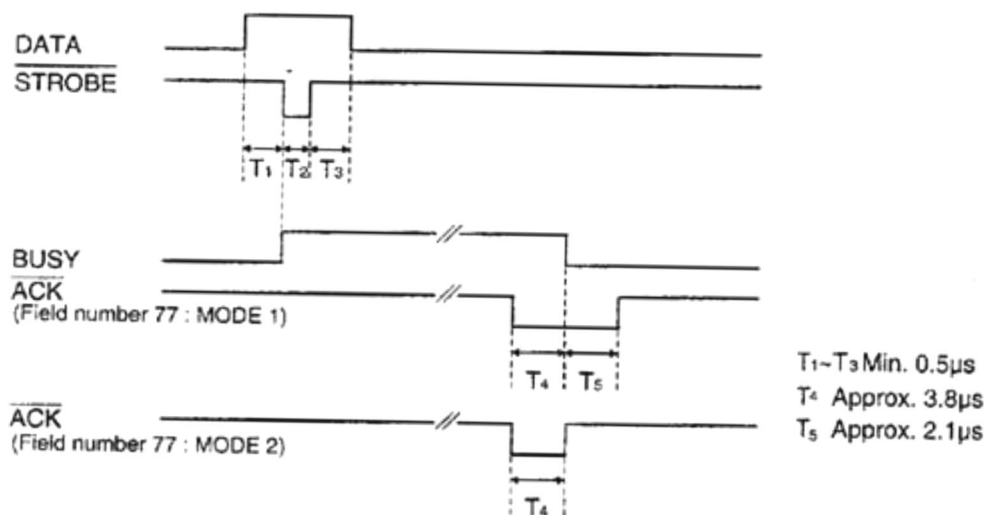 DATA
STROBE
T₁ T₂ T₃
BUSY
ACK
(Field number 77 : MODE 1)
T₄ T₅
ACK
(Field number 77 : MODE 2)
T₄
T₁~T₃ Min. 0.5µs
T₄ Approx. 3.8µs
T₅ Approx. 2.1µs